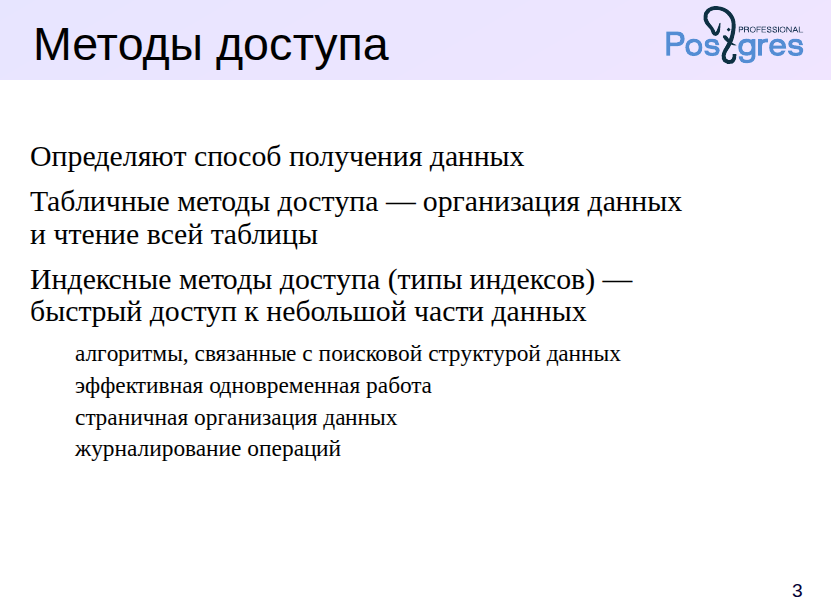 Методы доступа
PROFESSIONAL
Postgres
Определяют способ получения данных
Табличные методы доступа — организация данных
и чтение всей таблицы
Индексные методы доступа (типы индексов) —
быстрый доступ к небольшой части данных
алгоритмы, связанные с поисковой структурой данных
эффективная одновременная работа
страничная организация данных
журналирование операций
3